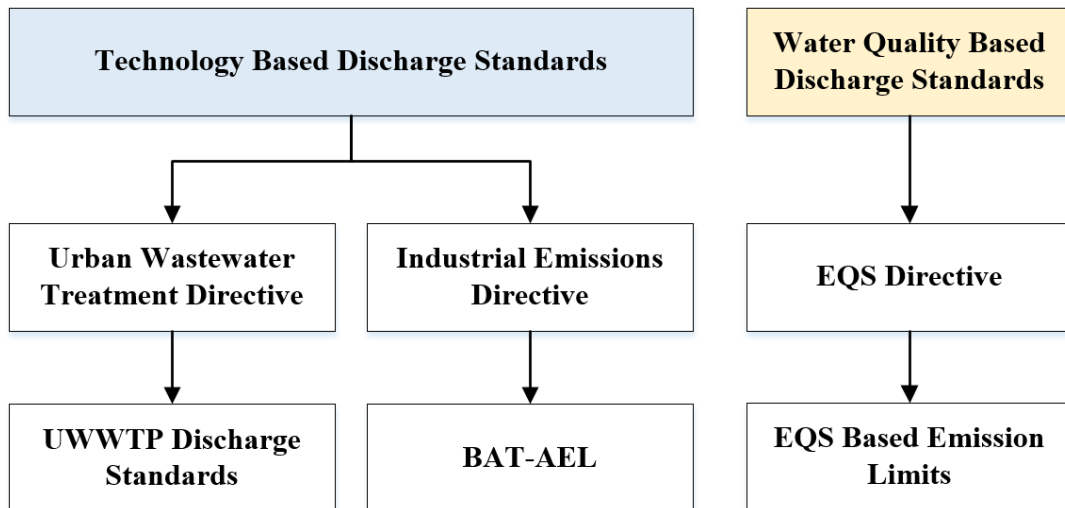 Technology Based Discharge Standards
Water Quality Based
Discharge Standards
Urban Wastewater
Treatment Directive
Industrial Emissions
Directive
EQS Directive
UWWTP Discharge
Standards
BAT-AEL
EQS Based Emission
Limits